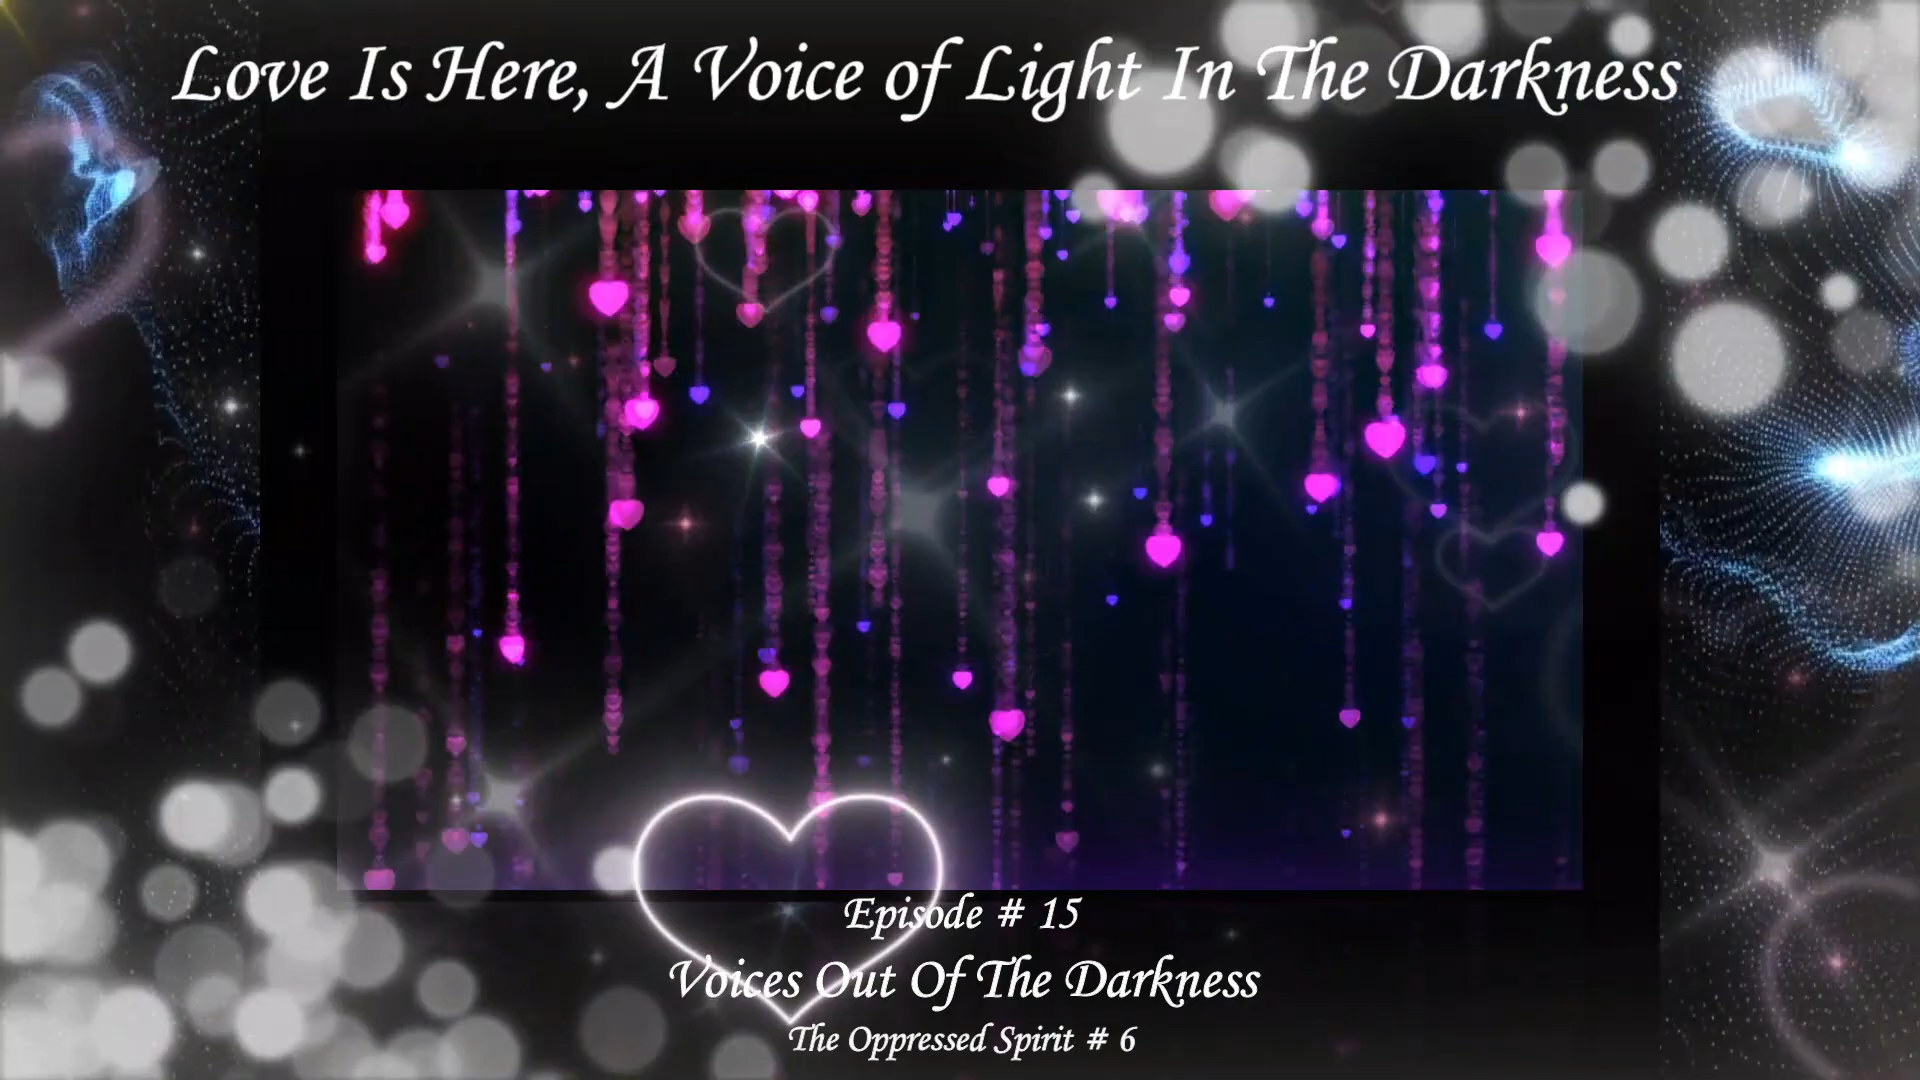 Love Is Here, A Voice of Light In The Darkness
Episode # 15
Voices Out Of The Darkness
The Oppressed Spirit # 6